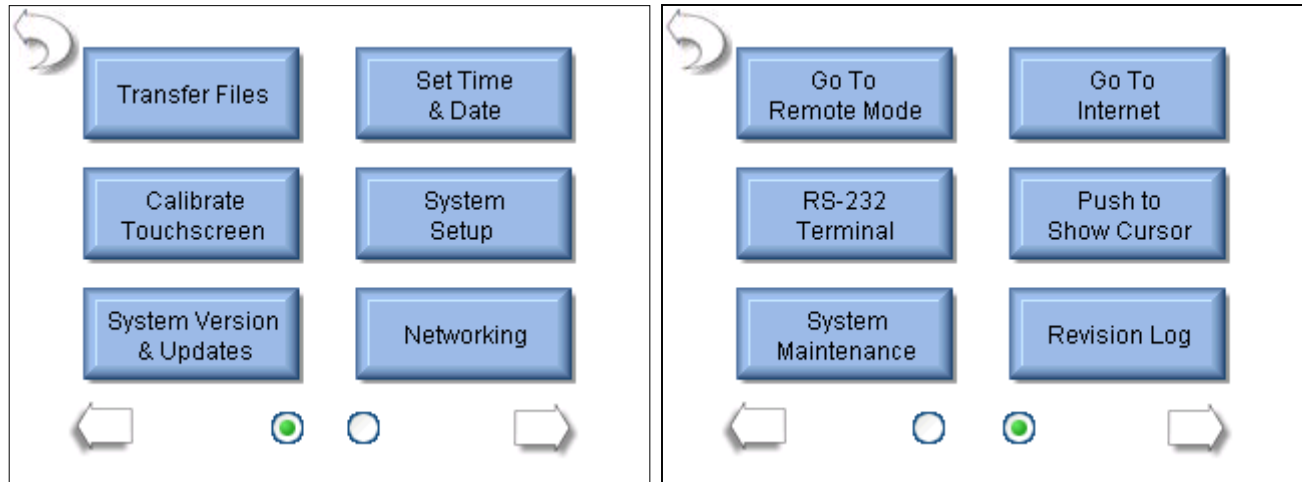 Transfer Files
Set Time
& Date
Calibrate
Touchscreen
System
Setup
System Version
& Updates
Networking
Go To
Remote Mode
Go To
Internet
RS-232
Terminal
Push to
Show Cursor
System
Maintenance
Revision Log